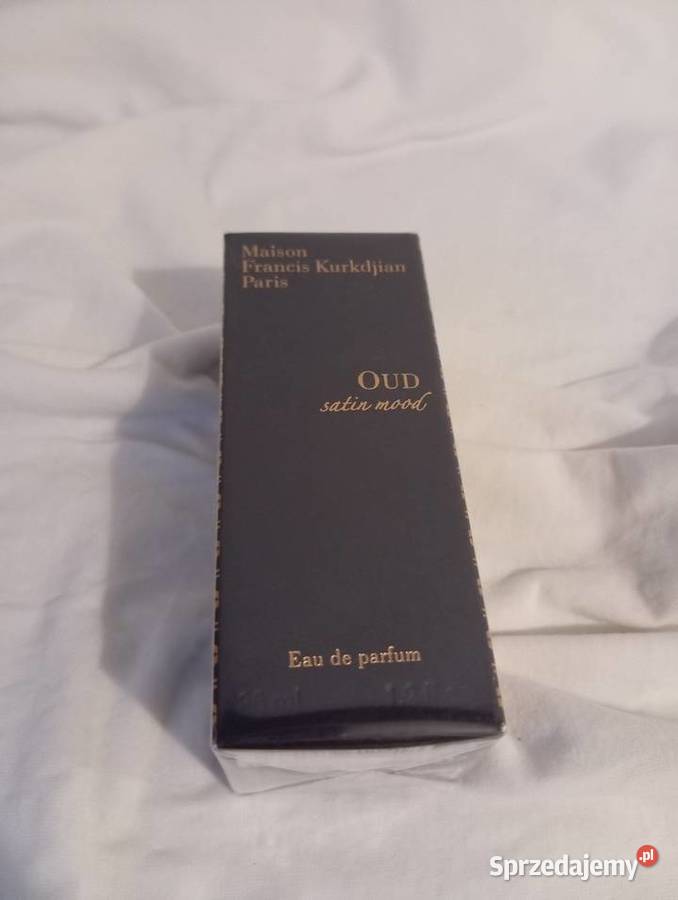 Maison
Francis Kurkdjian
Paris
OUD
satin mood
Eau de parfum
Sprzedajemy.pl